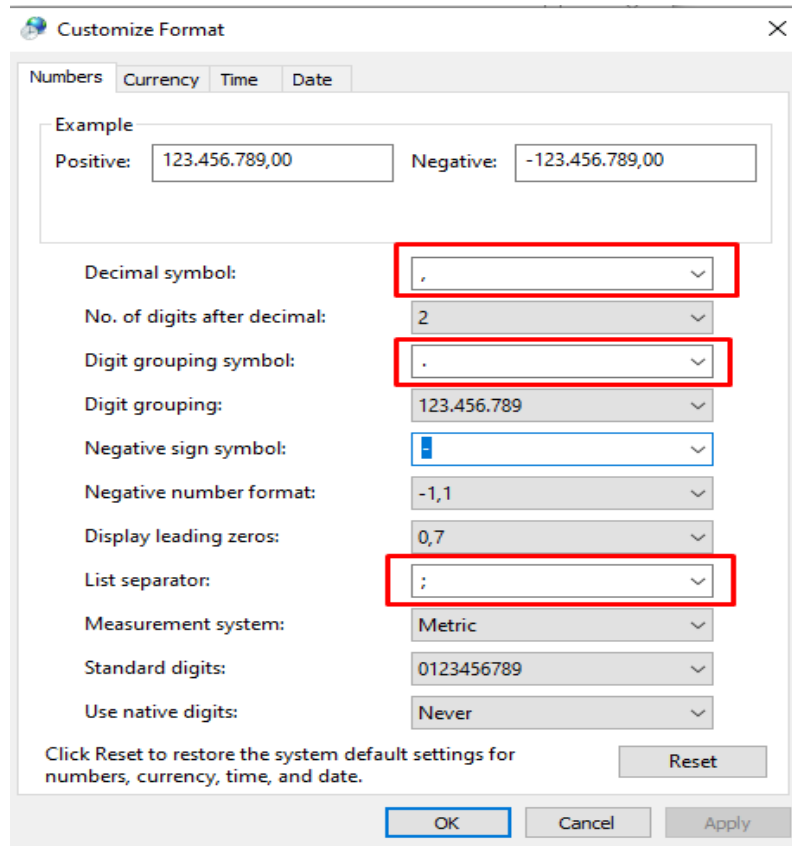 Customize Format
Numbers Currency Time Date
Example
Positive: 123.456.789,00 Negative: -123.456.789,00
Decimal symbol: ,
No. of digits after decimal: 2
Digit grouping symbol: .
Digit grouping: 123.456.789
Negative sign symbol: -
Negative number format: -1,1
Display leading zeros: 0,7
List separator: ;
Measurement system: Metric
Standard digits: 0123456789
Use native digits: Never
Click Reset to restore the system default settings for
numbers, currency, time, and date.
Reset
OK Cancel Apply